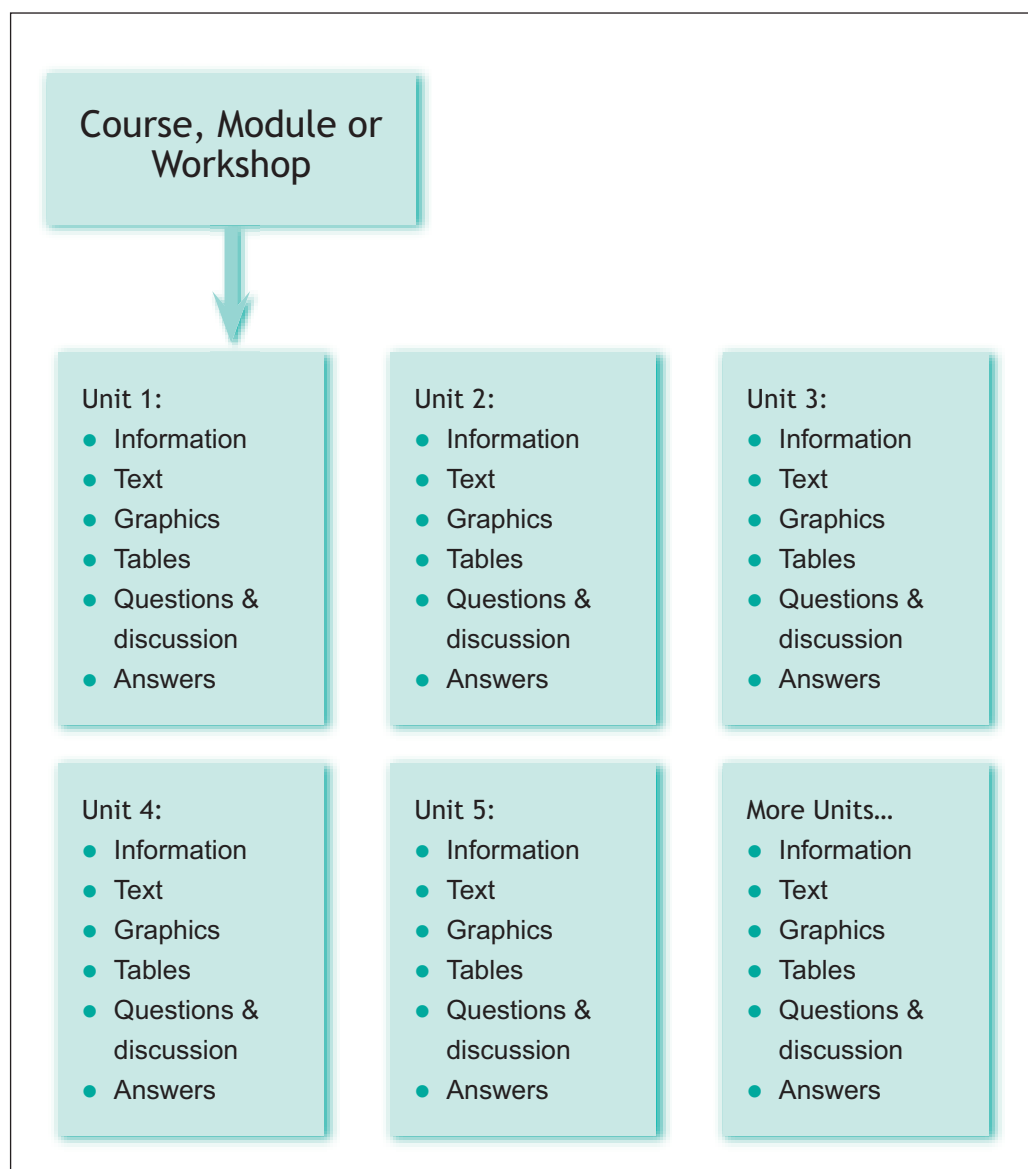 Course, Module or
Workshop
Unit 1:
● Information
● Text
● Graphics
● Tables
● Questions &
discussion
● Answers
Unit 2:
● Information
● Text
● Graphics
● Tables
● Questions &
discussion
● Answers
Unit 3:
● Information
● Text
● Graphics
● Tables
● Questions &
discussion
● Answers
Unit 4:
● Information
● Text
● Graphics
● Tables
● Questions &
discussion
● Answers
Unit 5:
● Information
● Text
● Graphics
● Tables
● Questions &
discussion
● Answers
More Units…
● Information
● Text
● Graphics
● Tables
● Questions &
discussion
● Answers